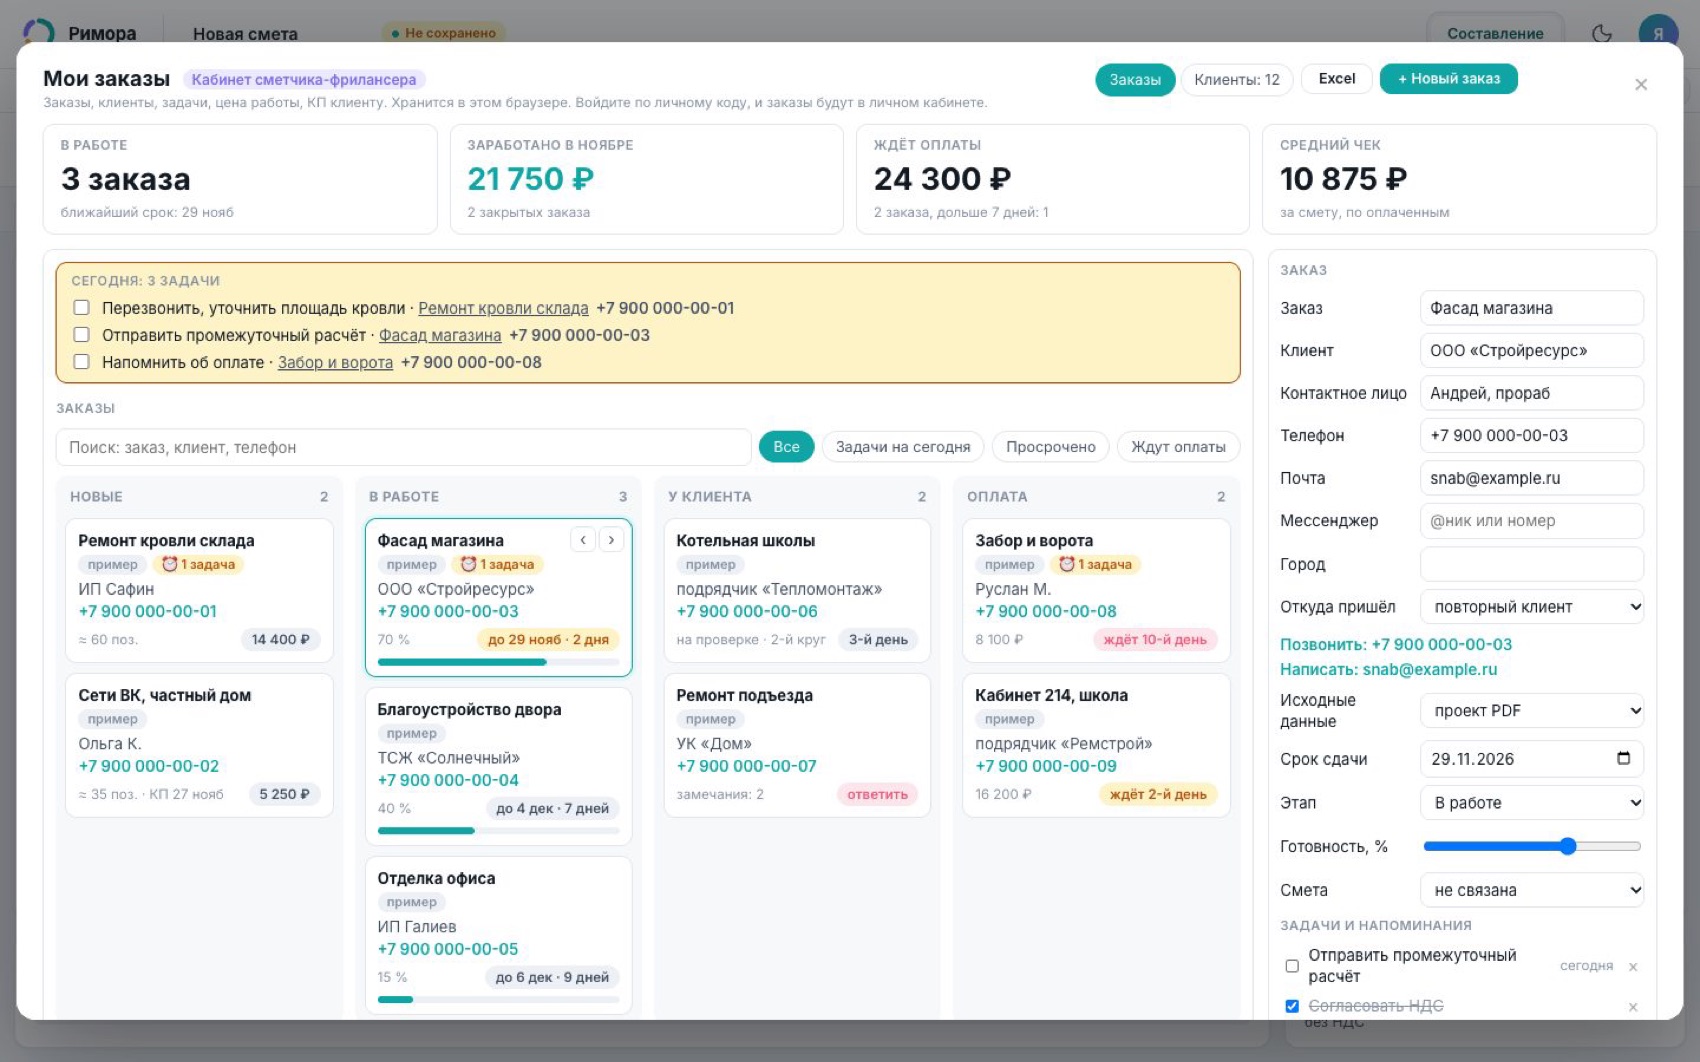 Римора
Новая смета
Не сохранено
Составление
Я
Мои заказы
Кабинет сметчика-фрилансера
Заказы, клиенты, задачи, цена работы, КП клиенту. Хранится в этом браузере. Войдите по личному коду, и заказы будут в личном кабинете.
Заказы
Клиенты: 12
Excel
+ Новый заказ
×
В РАБОТЕ
3 заказа
ближайший срок: 29 нояб
ЗАРАБОТАНО В НОЯБРЕ
21 750 ₽
2 закрытых заказа
ЖДЁТ ОПЛАТЫ
24 300 ₽
2 заказа, дольше 7 дней: 1
СРЕДНИЙ ЧЕК
10 875 ₽
за смету, по оплаченным
СЕГОДНЯ: 3 ЗАДАЧИ
Перезвонить, уточнить площадь кровли · Ремонт кровли склада +7 900 000-00-01
Отправить промежуточный расчёт · Фасад магазина +7 900 000-00-03
Напомнить об оплате · Забор и ворота +7 900 000-00-08
ЗАКАЗЫ
Поиск: заказ, клиент, телефон
Все
Задачи на сегодня
Просрочено
Ждут оплаты
НОВЫЕ 2
Ремонт кровли склада
пример ⏰ 1 задача
ИП Сафин
+7 900 000-00-01
≈ 60 поз. 14 400 ₽
Сети ВК, частный дом
пример
Ольга К.
+7 900 000-00-02
≈ 35 поз. · КП 27 нояб 5 250 ₽
В РАБОТЕ 3
Фасад магазина ‹ ›
пример ⏰ 1 задача
ООО «Стройресурс»
+7 900 000-00-03
70 % до 29 нояб · 2 дня
Благоустройство двора
пример
ТСЖ «Солнечный»
+7 900 000-00-04
40 % до 4 дек · 7 дней
Отделка офиса
пример
ИП Галиев
+7 900 000-00-05
15 % до 6 дек · 9 дней
У КЛИЕНТА 2
Котельная школы
пример
подрядчик «Тепломонтаж»
+7 900 000-00-06
на проверке · 2-й круг 3-й день
Ремонт подъезда
пример
УК «Дом»
+7 900 000-00-07
замечания: 2 ответить
ОПЛАТА 2
Забор и ворота
пример ⏰ 1 задача
Руслан М.
+7 900 000-00-08
8 100 ₽ ждёт 10-й день
Кабинет 214, школа
пример
подрядчик «Ремстрой»
+7 900 000-00-09
16 200 ₽ ждёт 2-й день
ЗАКАЗ
Заказ Фасад магазина
Клиент ООО «Стройресурс»
Контактное лицо Андрей, прораб
Телефон +7 900 000-00-03
Почта snab@example.ru
Мессенджер @ник или номер
Город
Откуда пришёл повторный клиент
Позвонить: +7 900 000-00-03
Написать: snab@example.ru
Исходные данные проект PDF
Срок сдачи 29.11.2026
Этап В работе
Готовность, %
Смета не связана
ЗАДАЧИ И НАПОМИНАНИЯ
Отправить промежуточный
расчёт сегодня ×
Согласовать НДС ×
без НДС